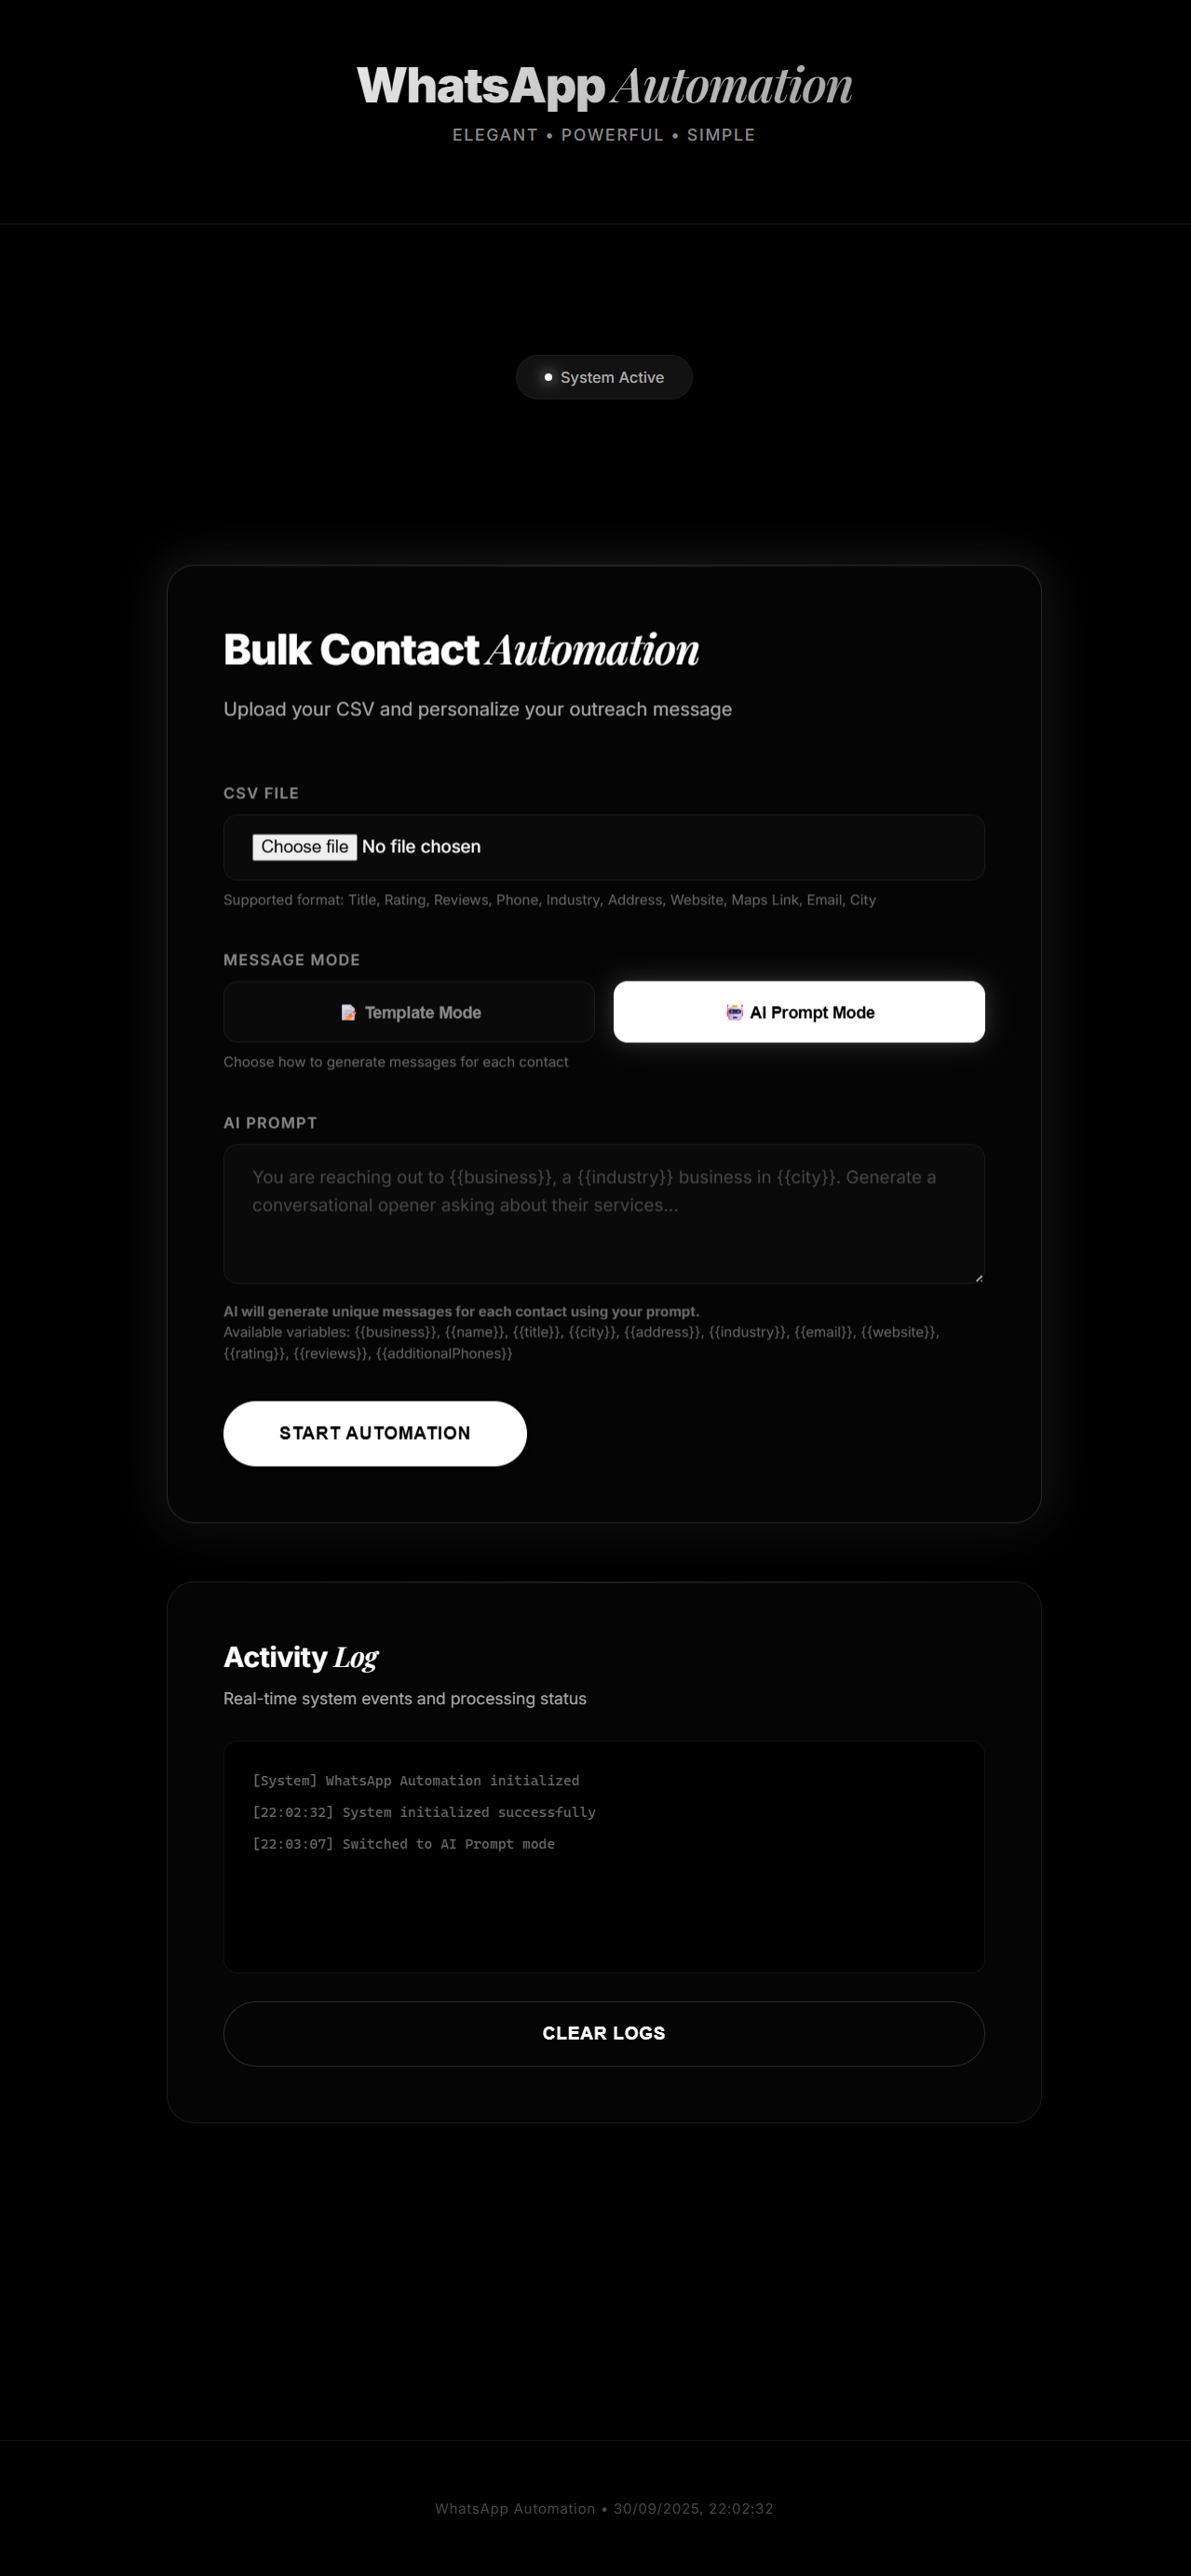 WhatsApp Automation
ELEGANT • POWERFUL • SIMPLE
System Active
Bulk Contact Automation
Upload your CSV and personalize your outreach message
CSV FILE
Choose file No file chosen
Supported format: Title, Rating, Reviews, Phone, Industry, Address, Website, Maps Link, Email, City
MESSAGE MODE
Template Mode
AI Prompt Mode
Choose how to generate messages for each contact
AI PROMPT
You are reaching out to {{business}}, a {{industry}} business in {{city}}. Generate a
conversational opener asking about their services...
AI will generate unique messages for each contact using your prompt.
Available variables: {{business}}, {{name}}, {{title}}, {{city}}, {{address}}, {{industry}}, {{email}}, {{website}},
{{rating}}, {{reviews}}, {{additionalPhones}}
START AUTOMATION
Activity Log
Real-time system events and processing status
[System] WhatsApp Automation initialized
[22:02:32] System initialized successfully
[22:03:07] Switched to AI Prompt mode
CLEAR LOGS
WhatsApp Automation • 30/09/2025, 22:02:32